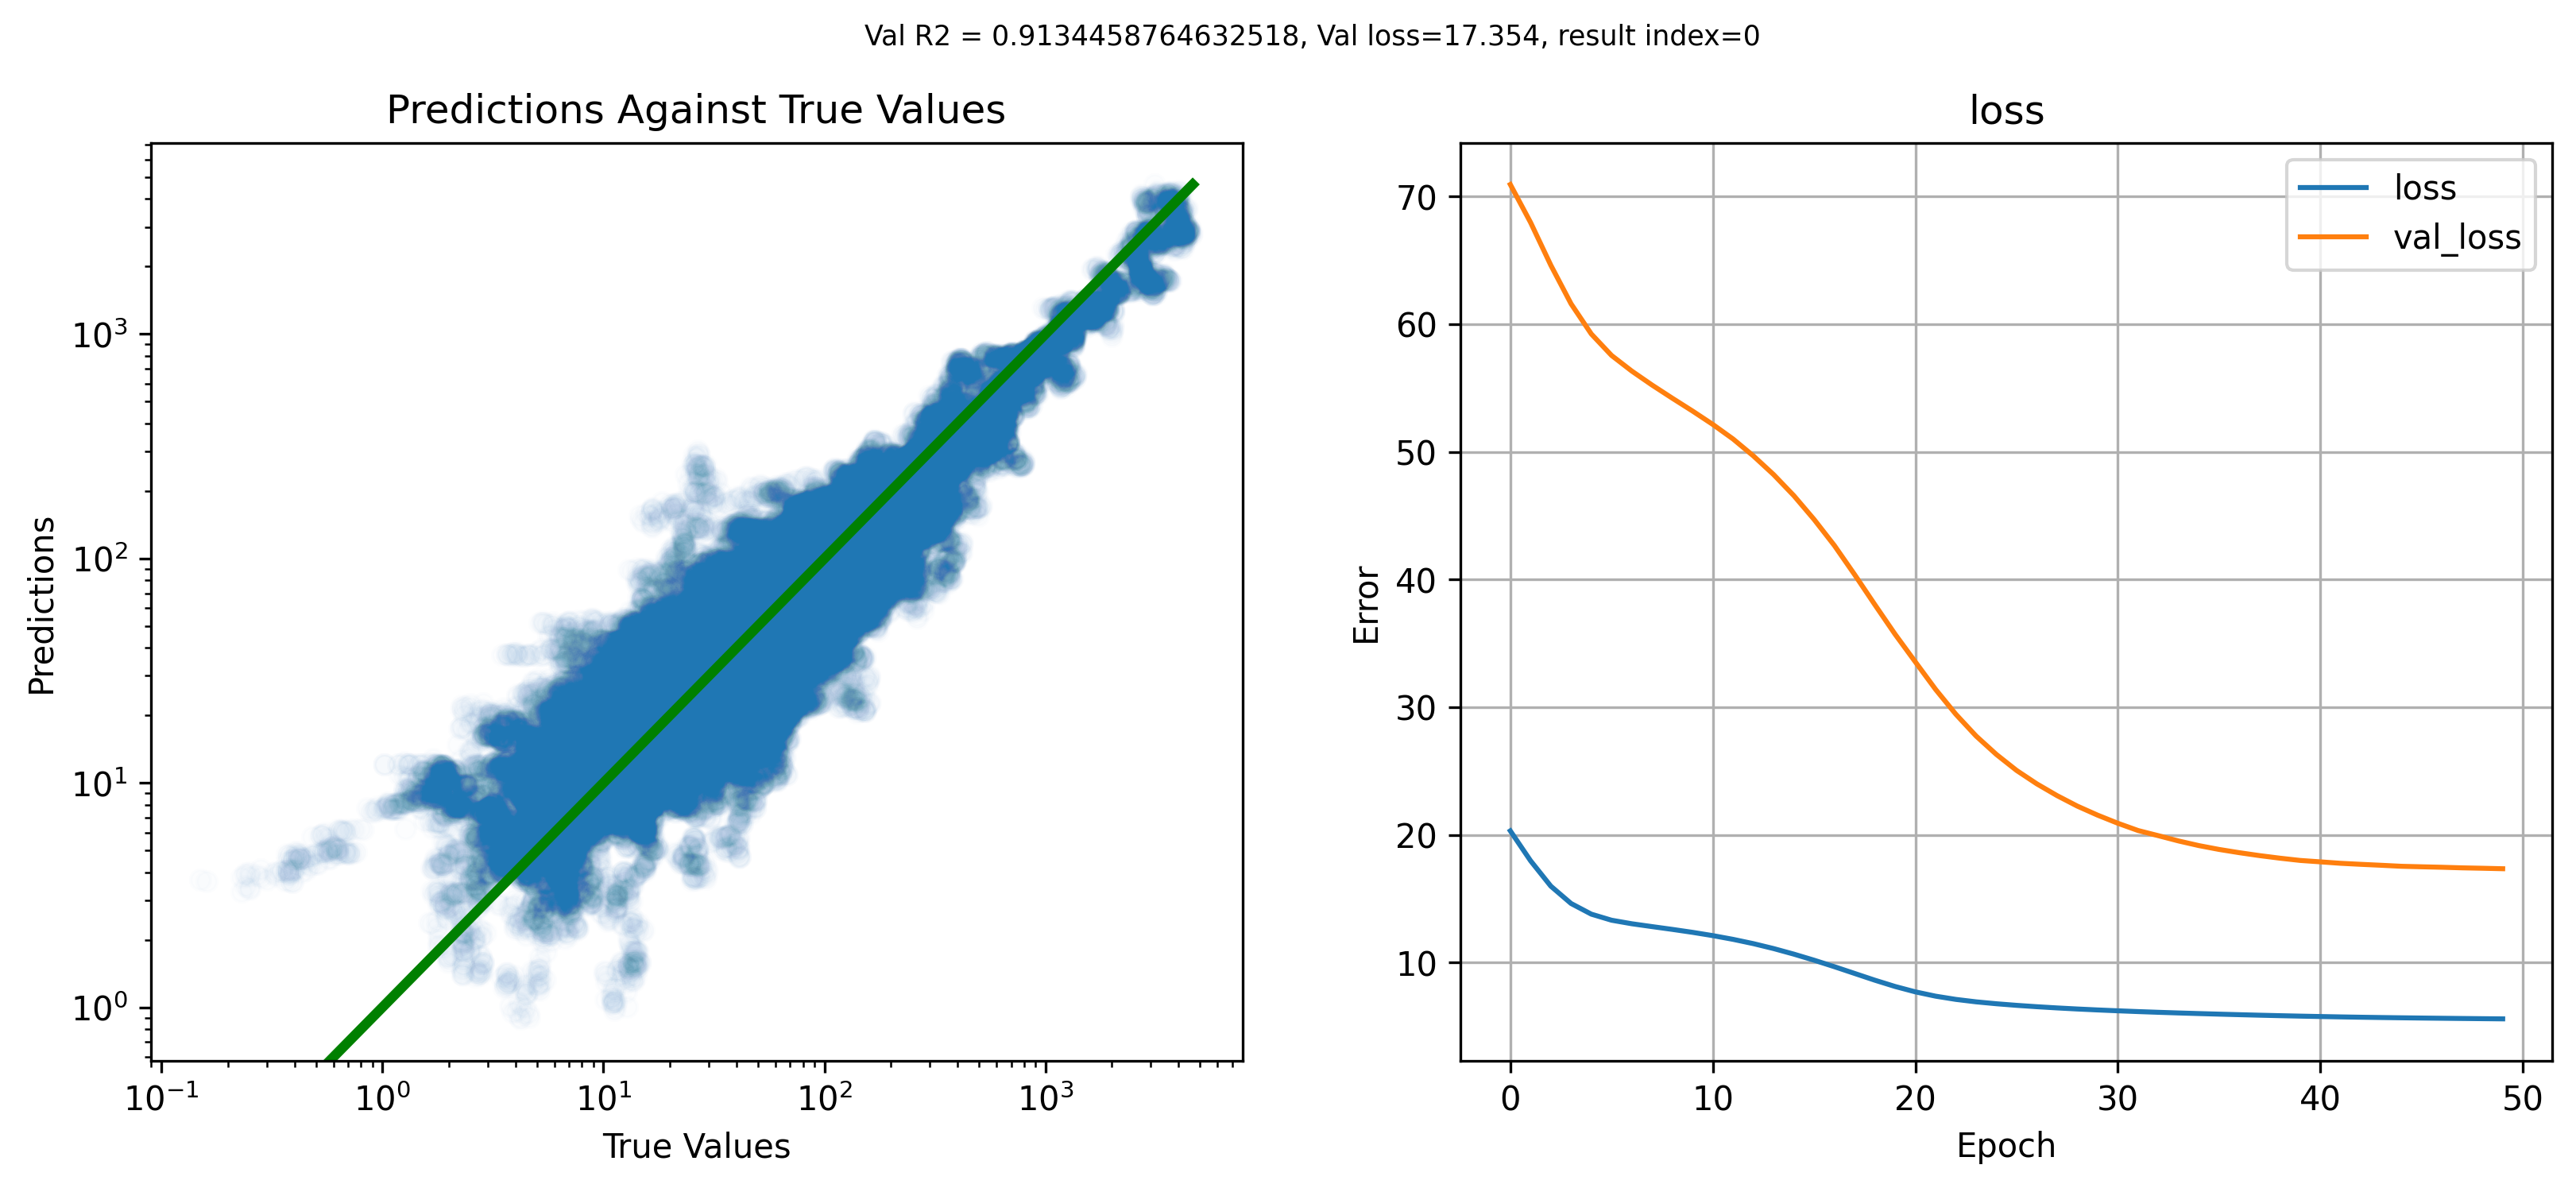 Val R2 = 0.9134458764632518, Val loss=17.354, result index=0
Predictions Against True Values
Predictions
10³
10²
10¹
10⁰
10⁻¹ 10⁰ 10¹ 10² 10³
True Values
loss
Error
70
60
50
40
30
20
10
0 10 20 30 40 50
Epoch
loss
val_loss